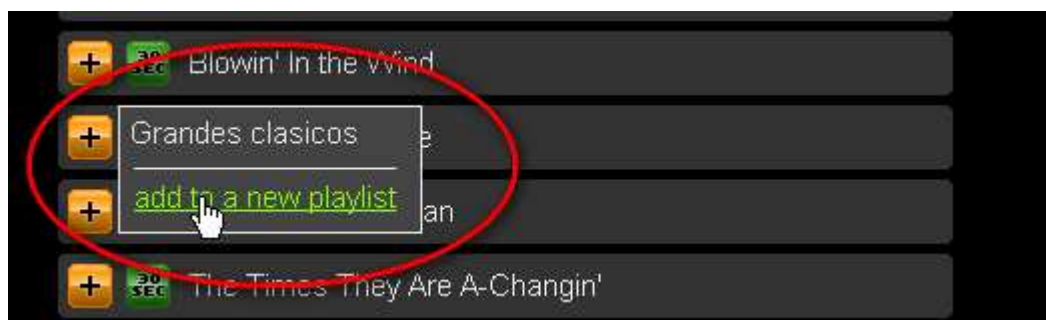 + 30 SEC Blowin' In the Wind
+ Grandes clasicos e
+ add to a new playlist an
+ 30 SEC The Times They Are A-Changin'